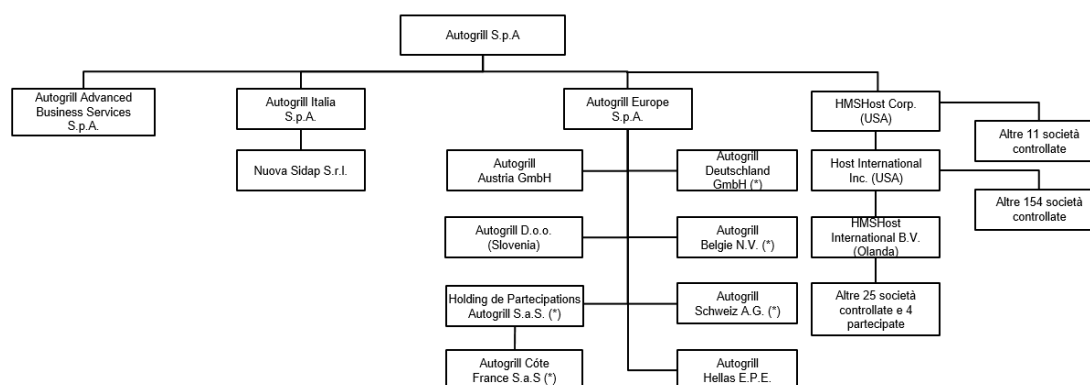 Autogrill S.p.A
Autogrill Advanced
Business Services
S.p.A.
Autogrill Italia
S.p.A.
Autogrill Europe
S.p.A.
HMSHost Corp.
(USA)
Altre 11 società
controllate
Nuova Sidap S.r.l.
Autogrill
Austria GmbH
Autogrill
Deutschland
GmbH (*)
Host International
Inc. (USA)
Altre 154 società
controllate
Autogrill D.o.o.
(Slovenia)
Autogrill
Belgie N.V. (*)
HMSHost
International B.V.
(Olanda)
Holding de Partecipations
Autogrill S.a.S. (*)
Autogrill
Schweiz A.G. (*)
Altre 25 società
controllate e 4
partecipate
Autogrill Cóte
France S.a.S (*)
Autogrill
Hellas E.P.E.